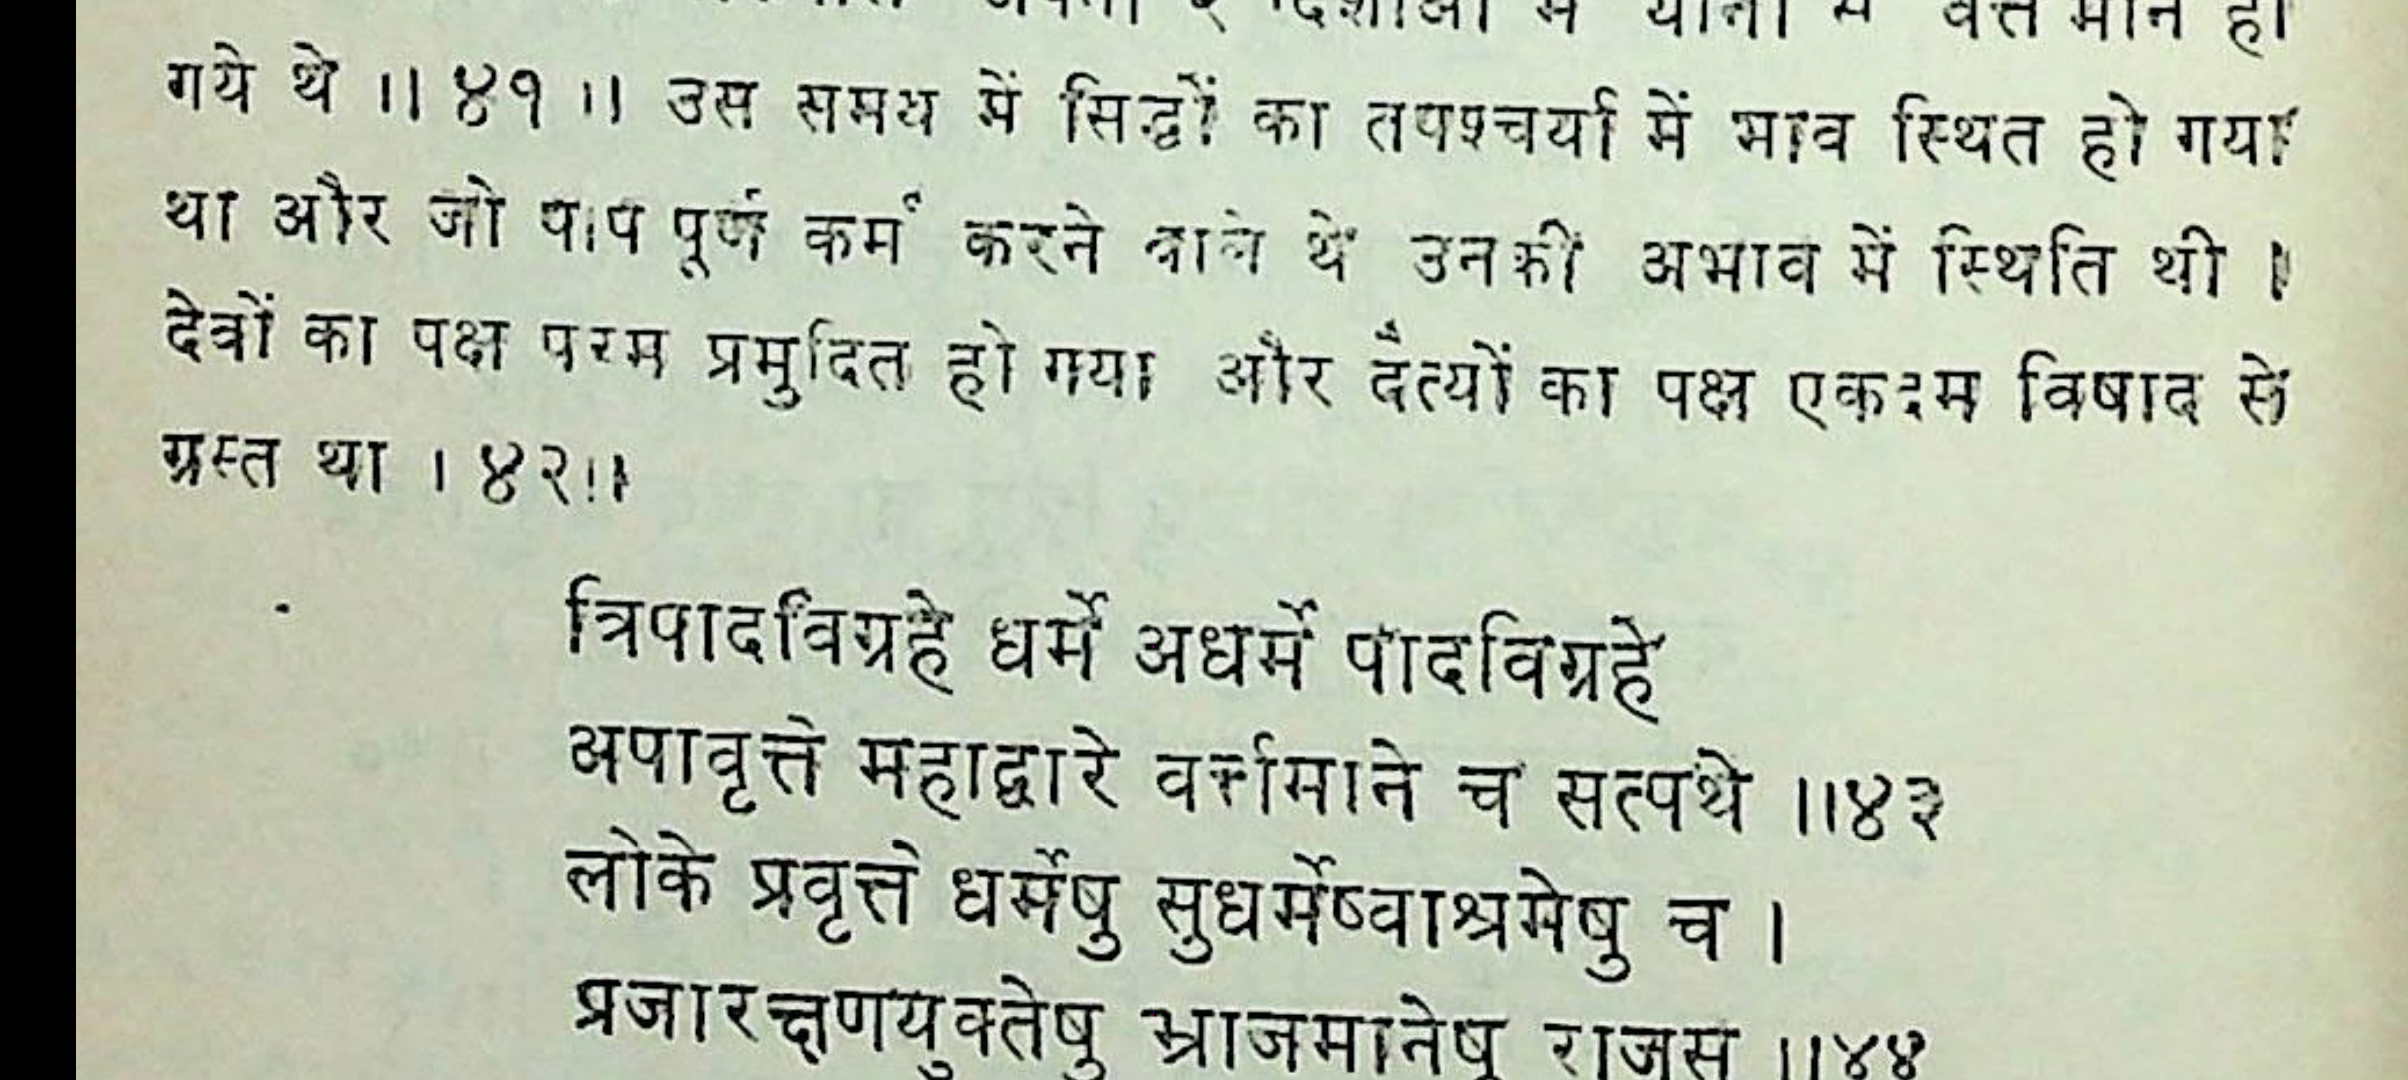 दिशाओं में यानों में वर्त्तमान हो
गये थे ।।४१।। उस समय में सिद्धों का तपश्चर्या में भाव स्थित हो गया
था और जो पाप पूर्ण कर्म करने वाले थे उनकी अभाव में स्थिति थी ।
देवों का पक्ष परम प्रमुदित हो गया और दैत्यों का पक्ष एकदम विषाद से
ग्रस्त था । ४२।।
त्रिपादविग्रहे धर्मे अधर्मे पादविग्रहे
अपावृत्ते महाद्वारे वर्त्तमाने च सत्पथे ।।४३
लोके प्रवृत्ते धर्मेषु सुधर्मेष्वाश्रमेषु च ।
प्रजारक्षणयुक्तेषु भ्राजमानेषु राजसु ।।४४